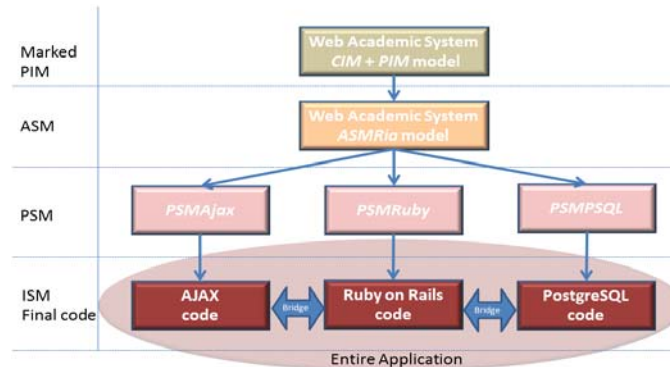 Marked
PIM
Web Academic System
CIM + PIM model
ASM
Web Academic System
ASMRia model
PSM
PSMAjax
PSMRuby
PSMPSQL
ISM
Final code
AJAX
code
Bridge
Ruby on Rails
code
Bridge
PostgreSQL
code
Entire Application